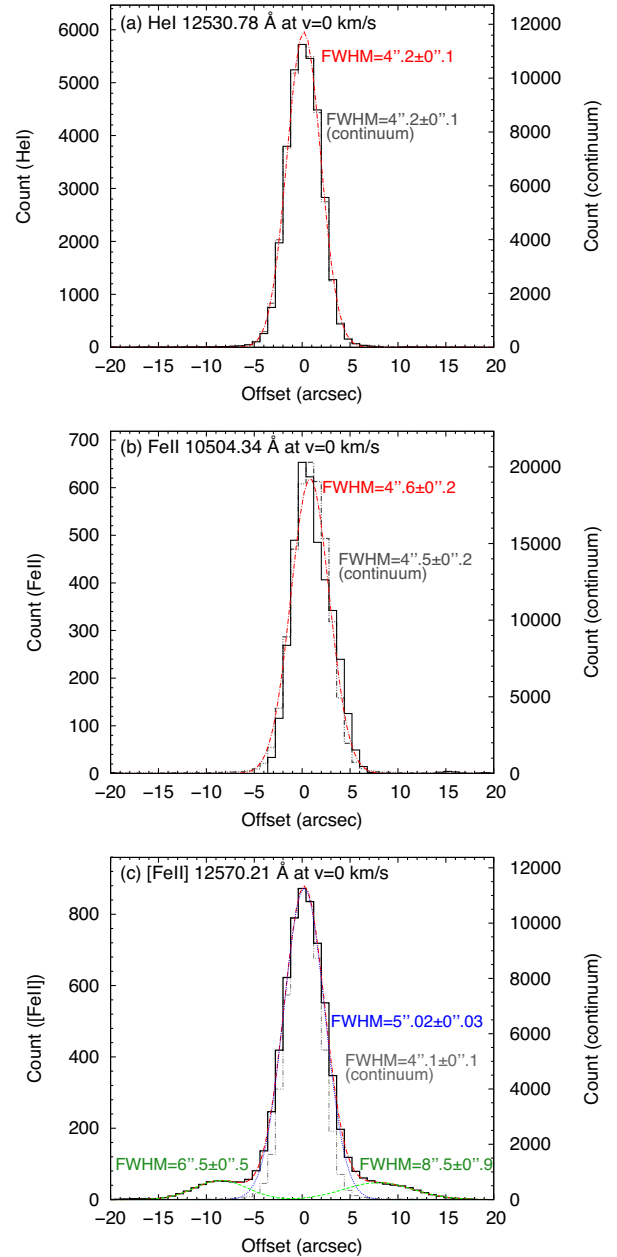 (a) HeI 12530.78 Å at v=0 km/s
FWHM=4''.2±0''.1
FWHM=4''.2±0''.1
(continuum)
Count (HeI)
Count (continuum)
6000
5000
4000
3000
2000
1000
0
12000
10000
8000
6000
4000
2000
0
−20 −15 −10 −5 0 5 10 15 20
Offset (arcsec)
(b) FeII 10504.34 Å at v=0 km/s
FWHM=4''.6±0''.2
FWHM=4''.5±0''.2
(continuum)
Count (FeII)
Count (continuum)
700
600
500
400
300
200
100
0
20000
15000
10000
5000
0
−20 −15 −10 −5 0 5 10 15 20
Offset (arcsec)
(c) [FeII] 12570.21 Å at v=0 km/s
FWHM=5''.02±0''.03
FWHM=4''.1±0''.1
(continuum)
FWHM=6''.5±0''.5
FWHM=8''.5±0''.9
Count ([FeII])
Count (continuum)
800
600
400
200
0
12000
10000
8000
6000
4000
2000
0
−20 −15 −10 −5 0 5 10 15 20
Offset (arcsec)